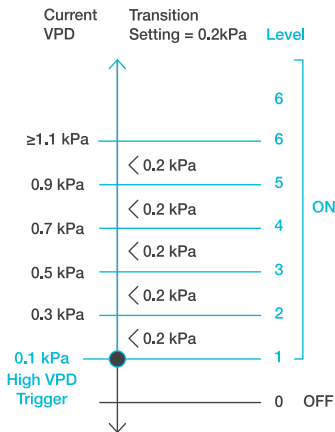 Current Transition
VPD Setting = 0.2kPa Level
6
≥1.1 kPa 6
< 0.2 kPa
0.9 kPa 5
< 0.2 kPa
0.7 kPa 4
ON
< 0.2 kPa
0.5 kPa 3
< 0.2 kPa
0.3 kPa 2
< 0.2 kPa
0.1 kPa 1
High VPD
Trigger
0 OFF